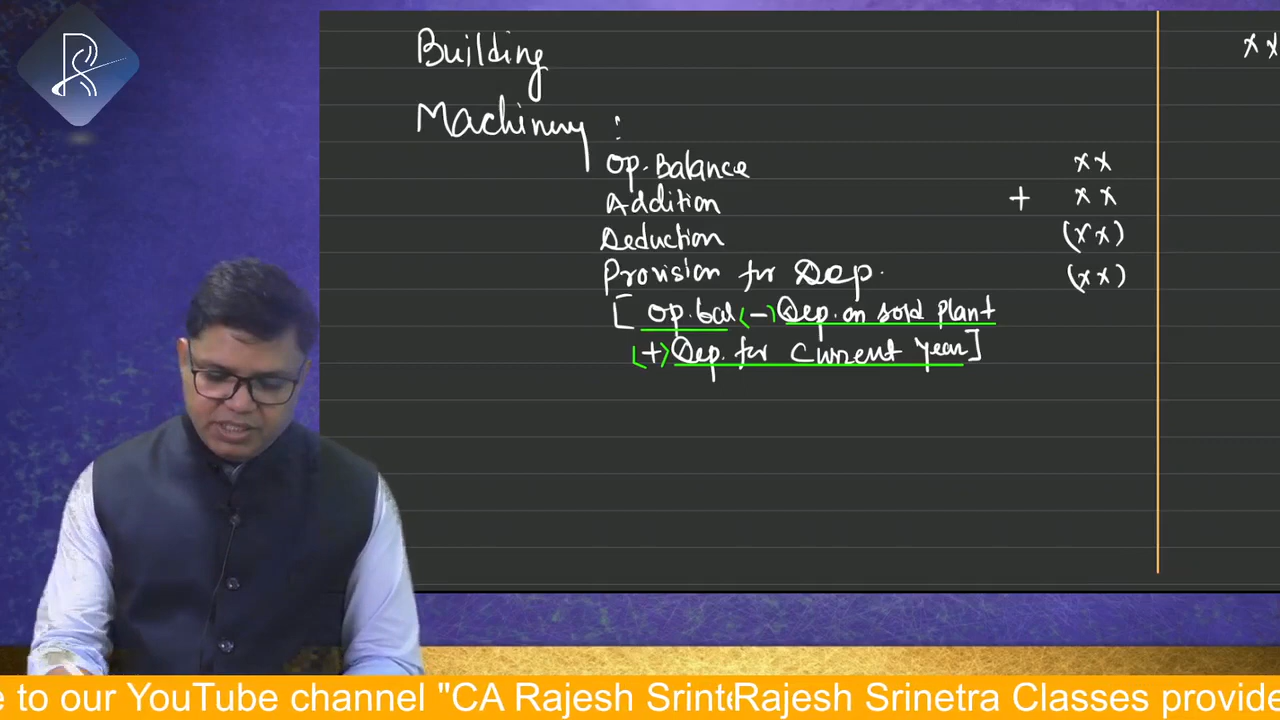 Building xx
Machinery :
Op. Balance xx
Addition + xx
Deduction (xx)
Provision for Dep. (xx)
[ Op. bal (-) Dep. on sold plant
(+) Dep. for Current Year ]
e to our YouTube channel "CA Rajesh Srinte Rajesh Srinetra Classes provide